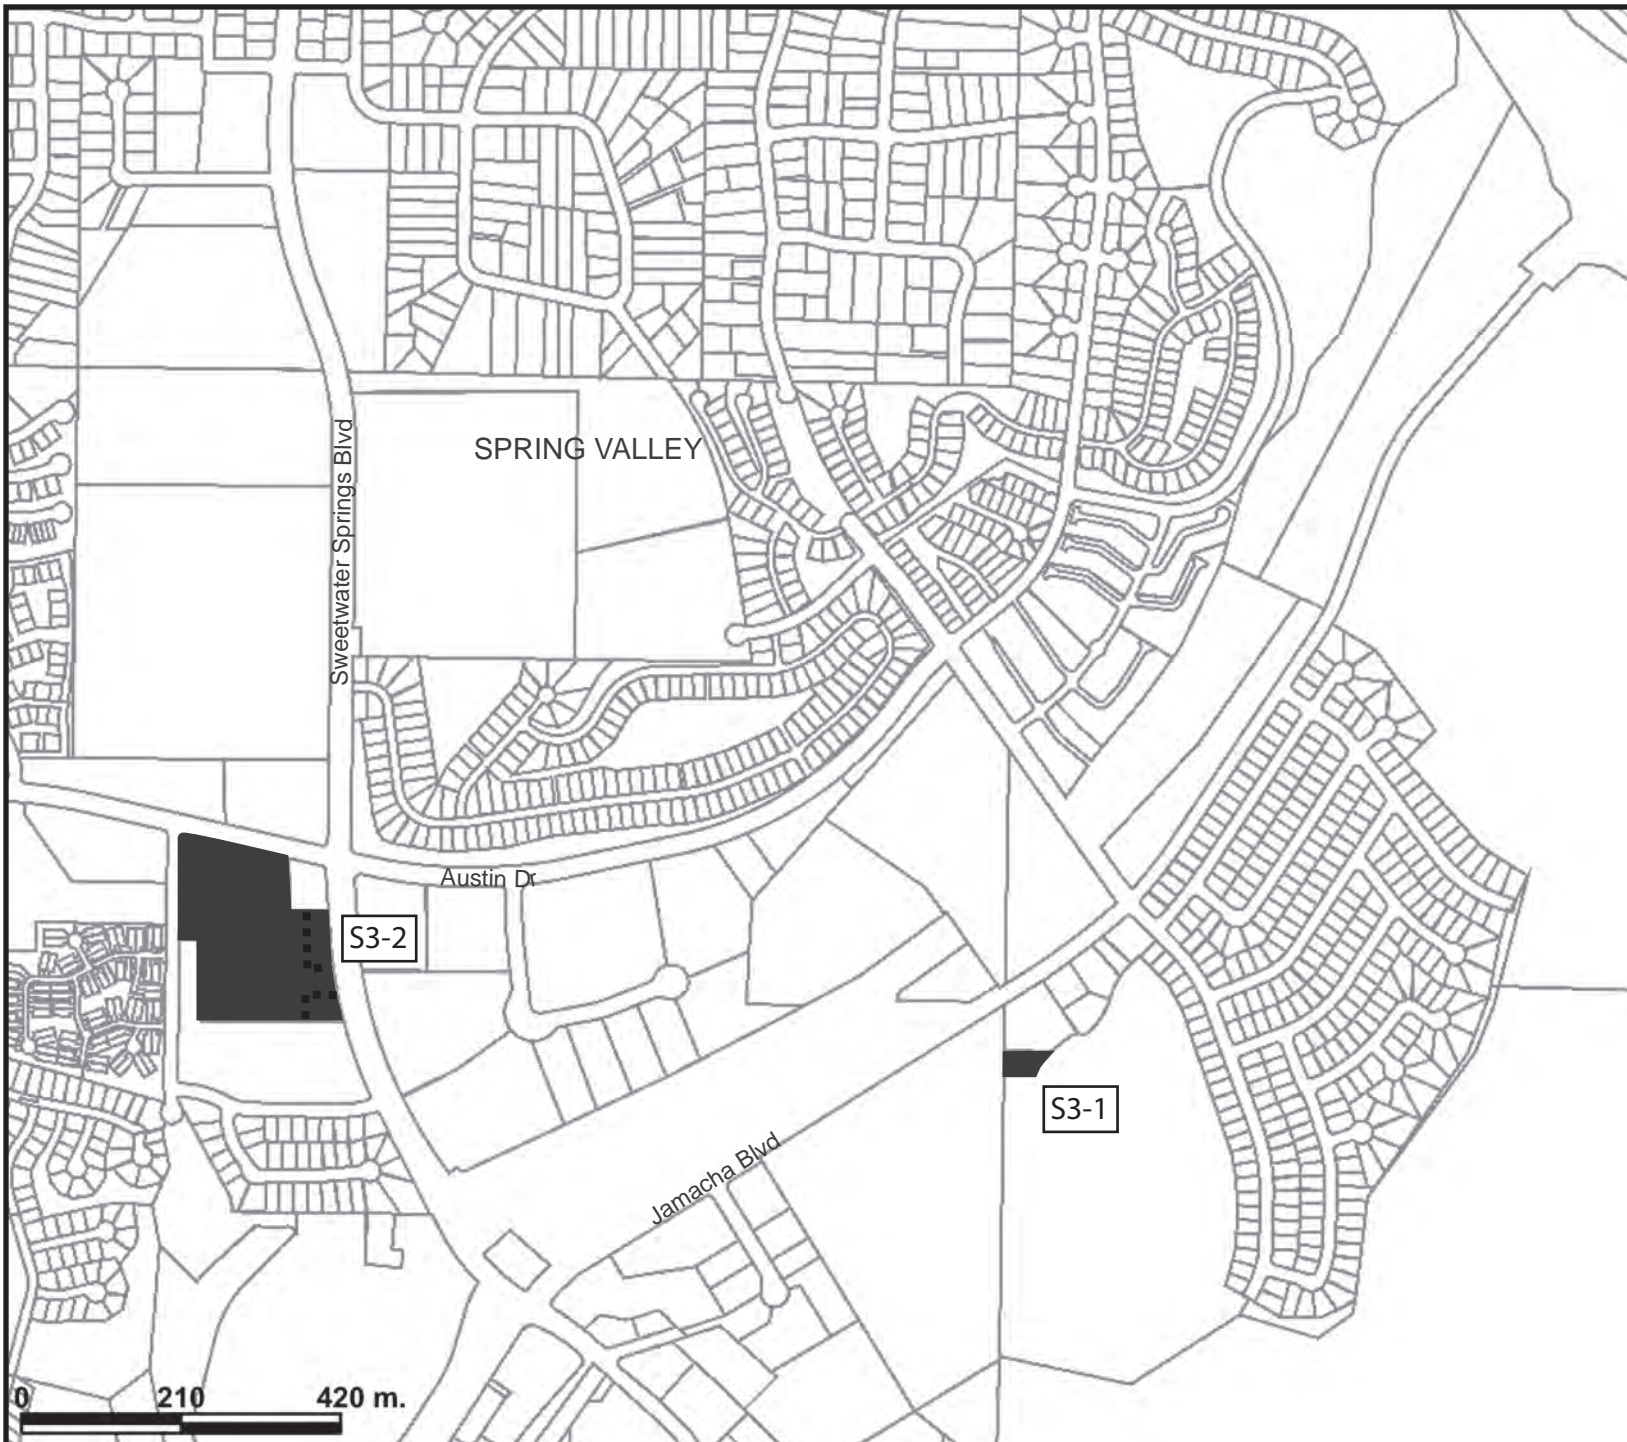 SPRING VALLEY
Sweetwater Springs Blvd
Austin Dr
S3-2
S3-1
Jamacha Blvd
0 210 420 m.